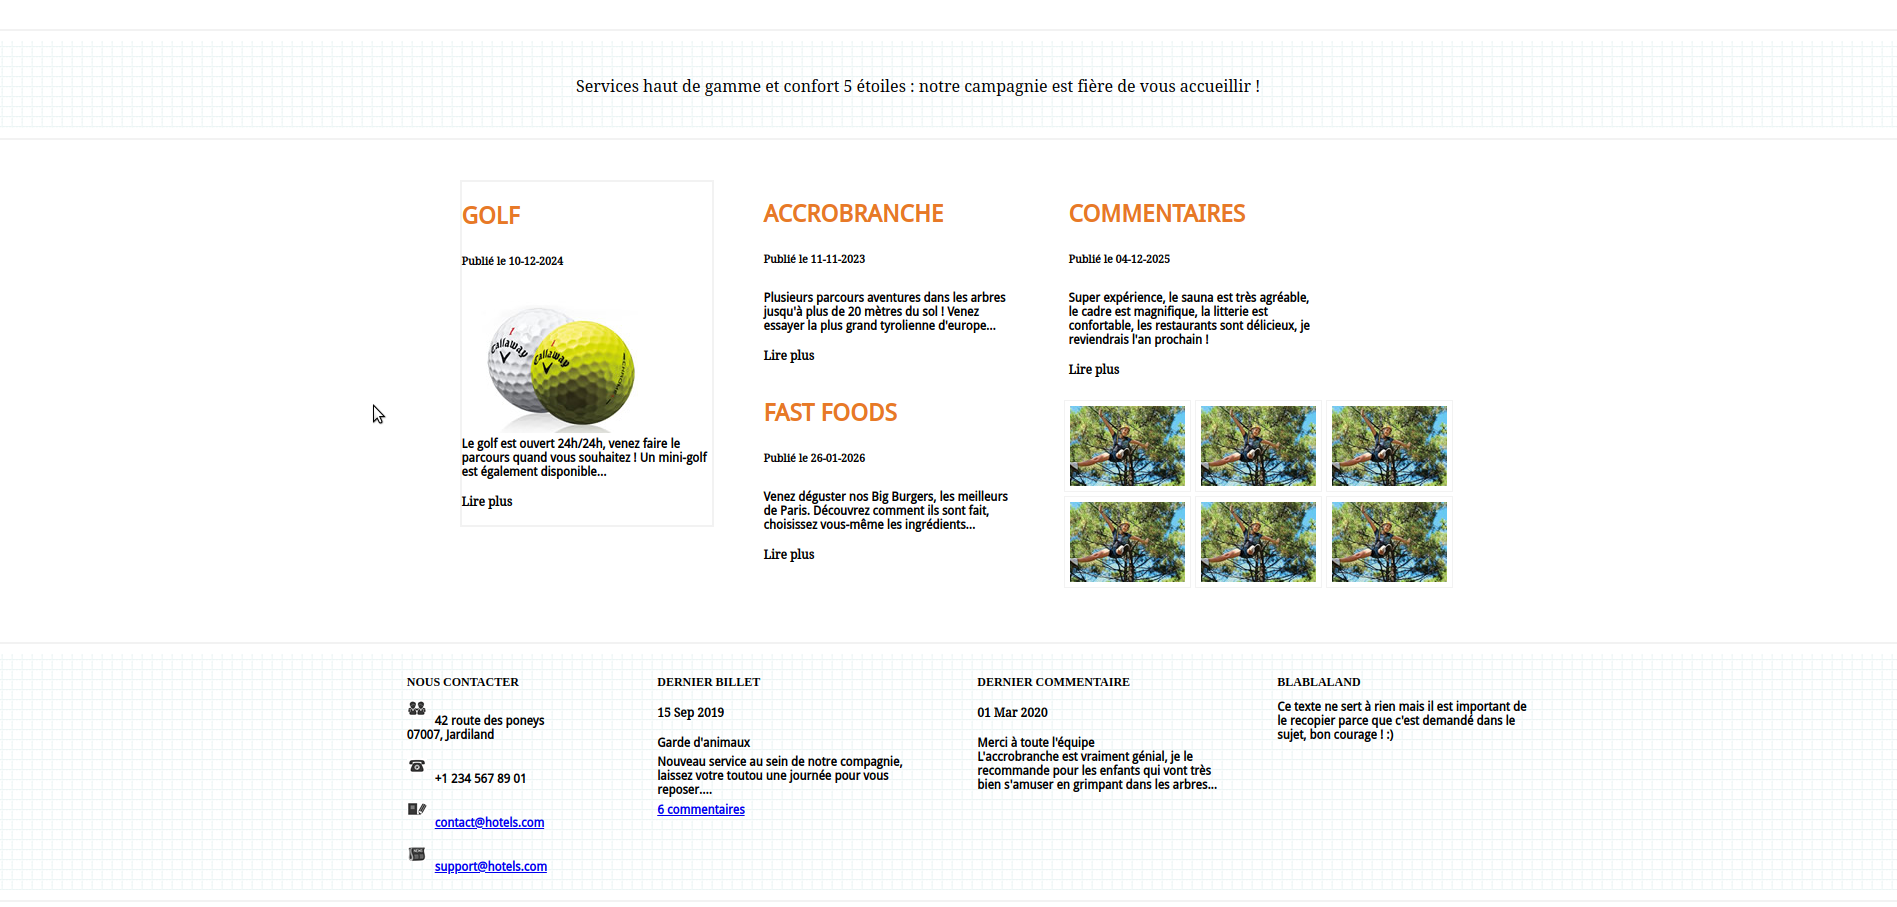 Services haut de gamme et confort 5 étoiles : notre campagnie est fière de vous accueillir !
GOLF
Publié le 10-12-2024
Callaway
Callaway
Le golf est ouvert 24h/24h, venez faire le
parcours quand vous souhaitez ! Un mini-golf
est également disponible...
Lire plus
ACCROBRANCHE
Publié le 11-11-2023
Plusieurs parcours aventures dans les arbres
jusqu'à plus de 20 mètres du sol ! Venez
essayer la plus grand tyrolienne d'europe...
Lire plus
FAST FOODS
Publié le 26-01-2026
Venez déguster nos Big Burgers, les meilleurs
de Paris. Découvrez comment ils sont fait,
choisissez vous-même les ingrédients...
Lire plus
COMMENTAIRES
Publié le 04-12-2025
Super expérience, le sauna est très agréable,
le cadre est magnifique, la litterie est
confortable, les restaurants sont délicieux, je
reviendrais l'an prochain !
Lire plus
NOUS CONTACTER
42 route des poneys
07007, Jardiland
+1 234 567 89 01
contact@hotels.com
support@hotels.com
DERNIER BILLET
15 Sep 2019
Garde d'animaux
Nouveau service au sein de notre compagnie,
laissez votre toutou une journée pour vous
reposer....
6 commentaires
DERNIER COMMENTAIRE
01 Mar 2020
Merci à toute l'équipe
L'accrobranche est vraiment génial, je le
recommande pour les enfants qui vont très
bien s'amuser en grimpant dans les arbres...
BLABLALAND
Ce texte ne sert à rien mais il est important de
le recopier parce que c'est demandé dans le
sujet, bon courage ! :)